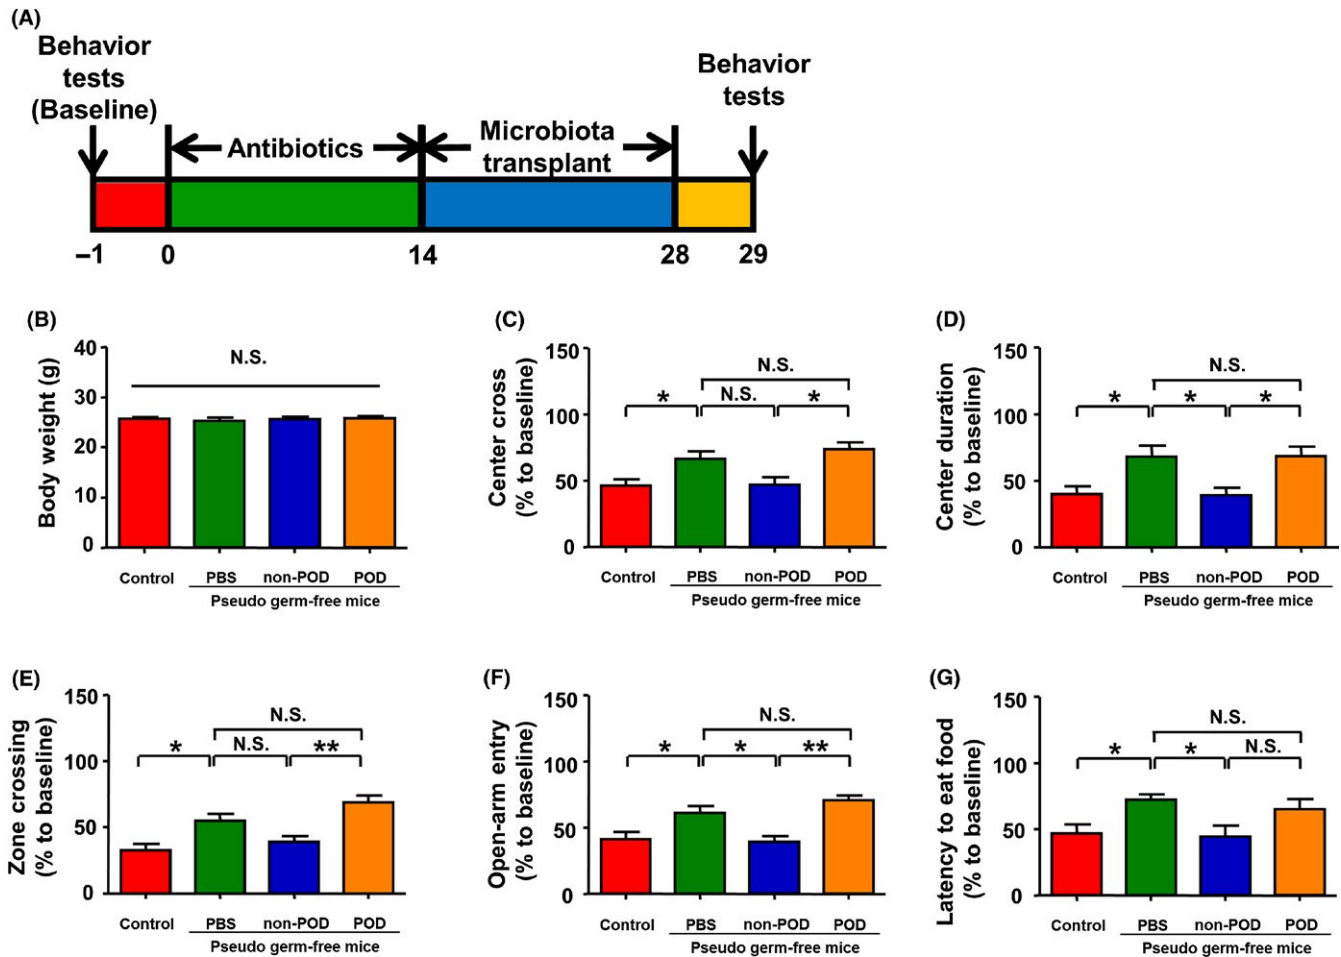 (A)
Behavior
tests
(Baseline)
Behavior
tests
Antibiotics
Microbiota
transplant
–1
0
14
28
29
(B)
Body weight (g)
40
30
20
10
0
N.S.
Control
PBS
non-POD
POD
Pseudo germ-free mice
(C)
Center cross
(% to baseline)
150
100
50
0
N.S.
*
N.S.
*
Control
PBS
non-POD
POD
Pseudo germ-free mice
(D)
Center duration
(% to baseline)
150
100
50
0
N.S.
*
*
*
Control
PBS
non-POD
POD
Pseudo germ-free mice
(E)
Zone crossing
(% to baseline)
150
100
50
0
N.S.
*
N.S.
**
Control
PBS
non-POD
POD
Pseudo germ-free mice
(F)
Open-arm entry
(% to baseline)
150
100
50
0
N.S.
*
*
**
Control
PBS
non-POD
POD
Pseudo germ-free mice
(G)
Latency to eat food
(% to baseline)
150
100
50
0
N.S.
*
*
N.S.
Control
PBS
non-POD
POD
Pseudo germ-free mice